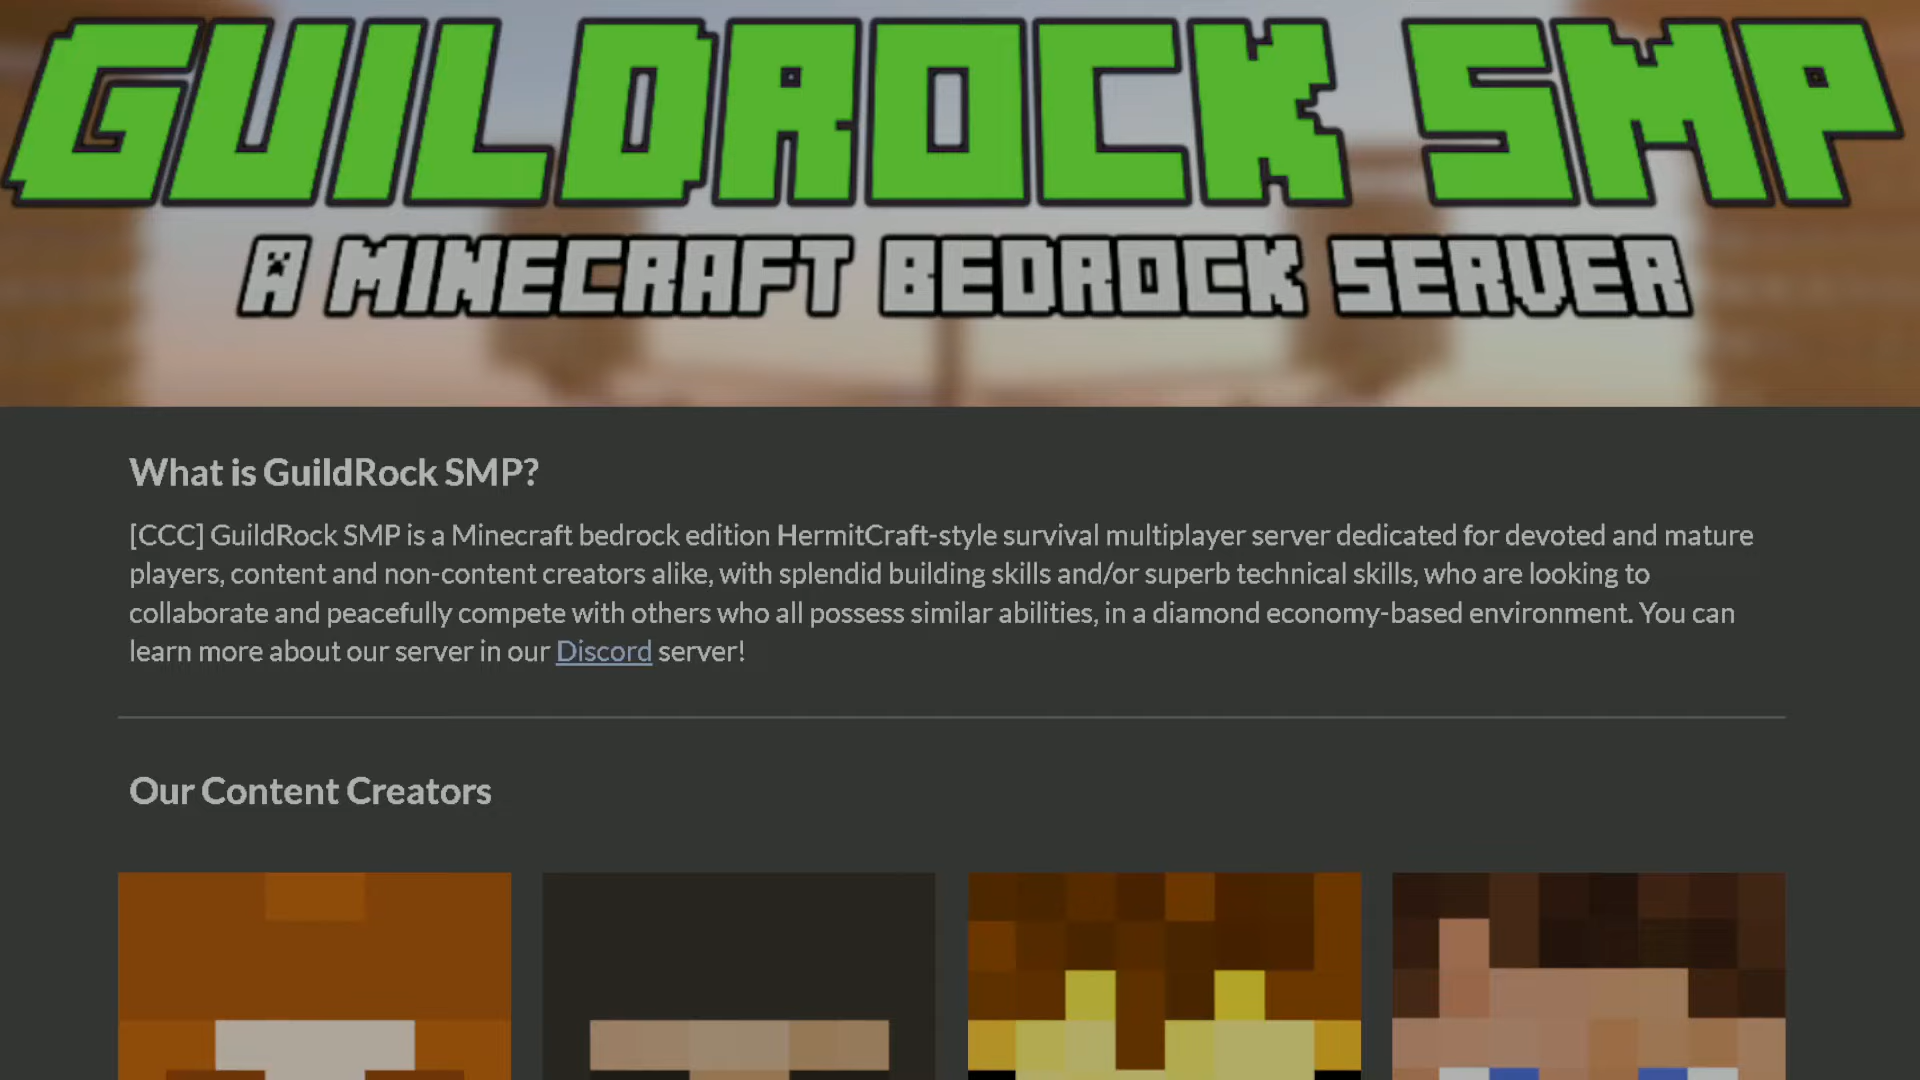 GUILDROCK SMP
A MINECRAFT BEDROCK SERVER
What is GuildRock SMP?
[CCC] GuildRock SMP is a Minecraft bedrock edition HermitCraft-style survival multiplayer server dedicated for devoted and mature
players, content and non-content creators alike, with splendid building skills and/or superb technical skills, who are looking to
collaborate and peacefully compete with others who all possess similar abilities, in a diamond economy-based environment. You can
learn more about our server in our Discord server!
Our Content Creators